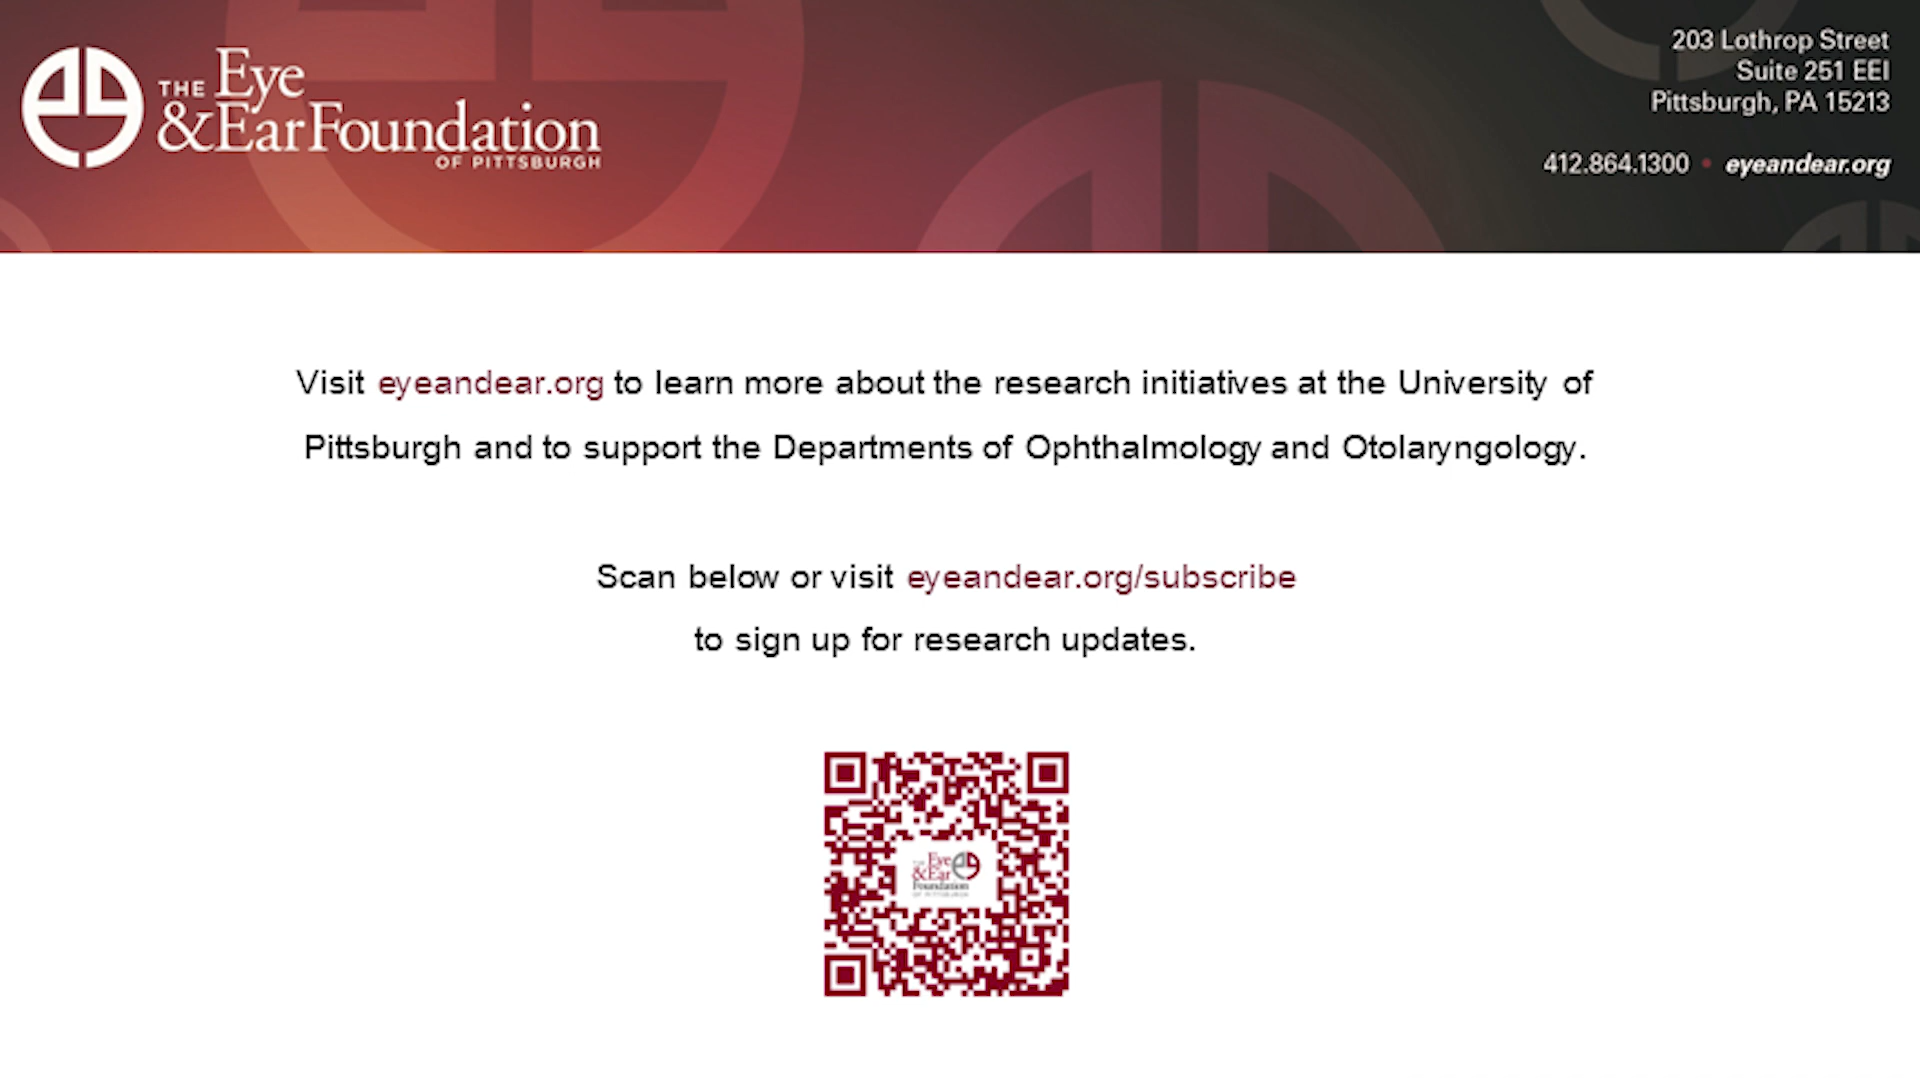 THE Eye
& Ear Foundation
OF PITTSBURGH
203 Lothrop Street
Suite 251 EEI
Pittsburgh, PA 15213
412.864.1300 • eyeandear.org
Visit eyeandear.org to learn more about the research initiatives at the University of
Pittsburgh and to support the Departments of Ophthalmology and Otolaryngology.
Scan below or visit eyeandear.org/subscribe
to sign up for research updates.
Eye
& Ear
Foundation